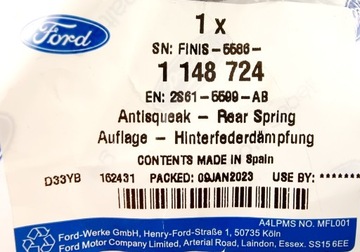 1 x
Ford
SN: FINIS-5586-
1 148 724
EN: 2S61-5599-AB
Antisqueak - Rear Spring
Auflage - Hinterfederdämpfung
CONTENTS MADE IN Spain
D33YB 162431 PACKED: 09JAN2023 USE BY:*******
A4LPMS NO. MFL001
Ford-Werke GmbH, Henry-Ford-Straße 1, 50735 Köln
Ford Motor Company Limited, Arterial Road, Laindon, Essex. SS15 6EE